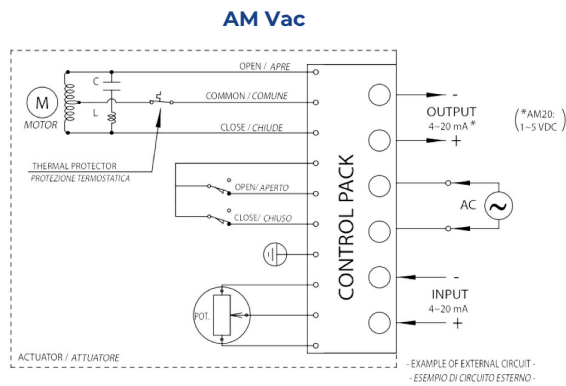 AM Vac
OPEN / APRE
C
COMMON / COMUNE
M
MOTOR
L
CLOSE / CHIUDE
THERMAL PROTECTOR
PROTEZIONE TERMOSTATICA
OPEN/ APERTO
CLOSE/ CHIUSO
POT.
CONTROL PACK
-
OUTPUT
4~20 mA *
+
(*AM20:
1~5 VDC)
AC
-
INPUT
4~20 mA
+
ACTUATOR / ATTUATORE
- EXAMPLE OF EXTERNAL CIRCUIT -
- ESEMPIO DI CIRCUITO ESTERNO -